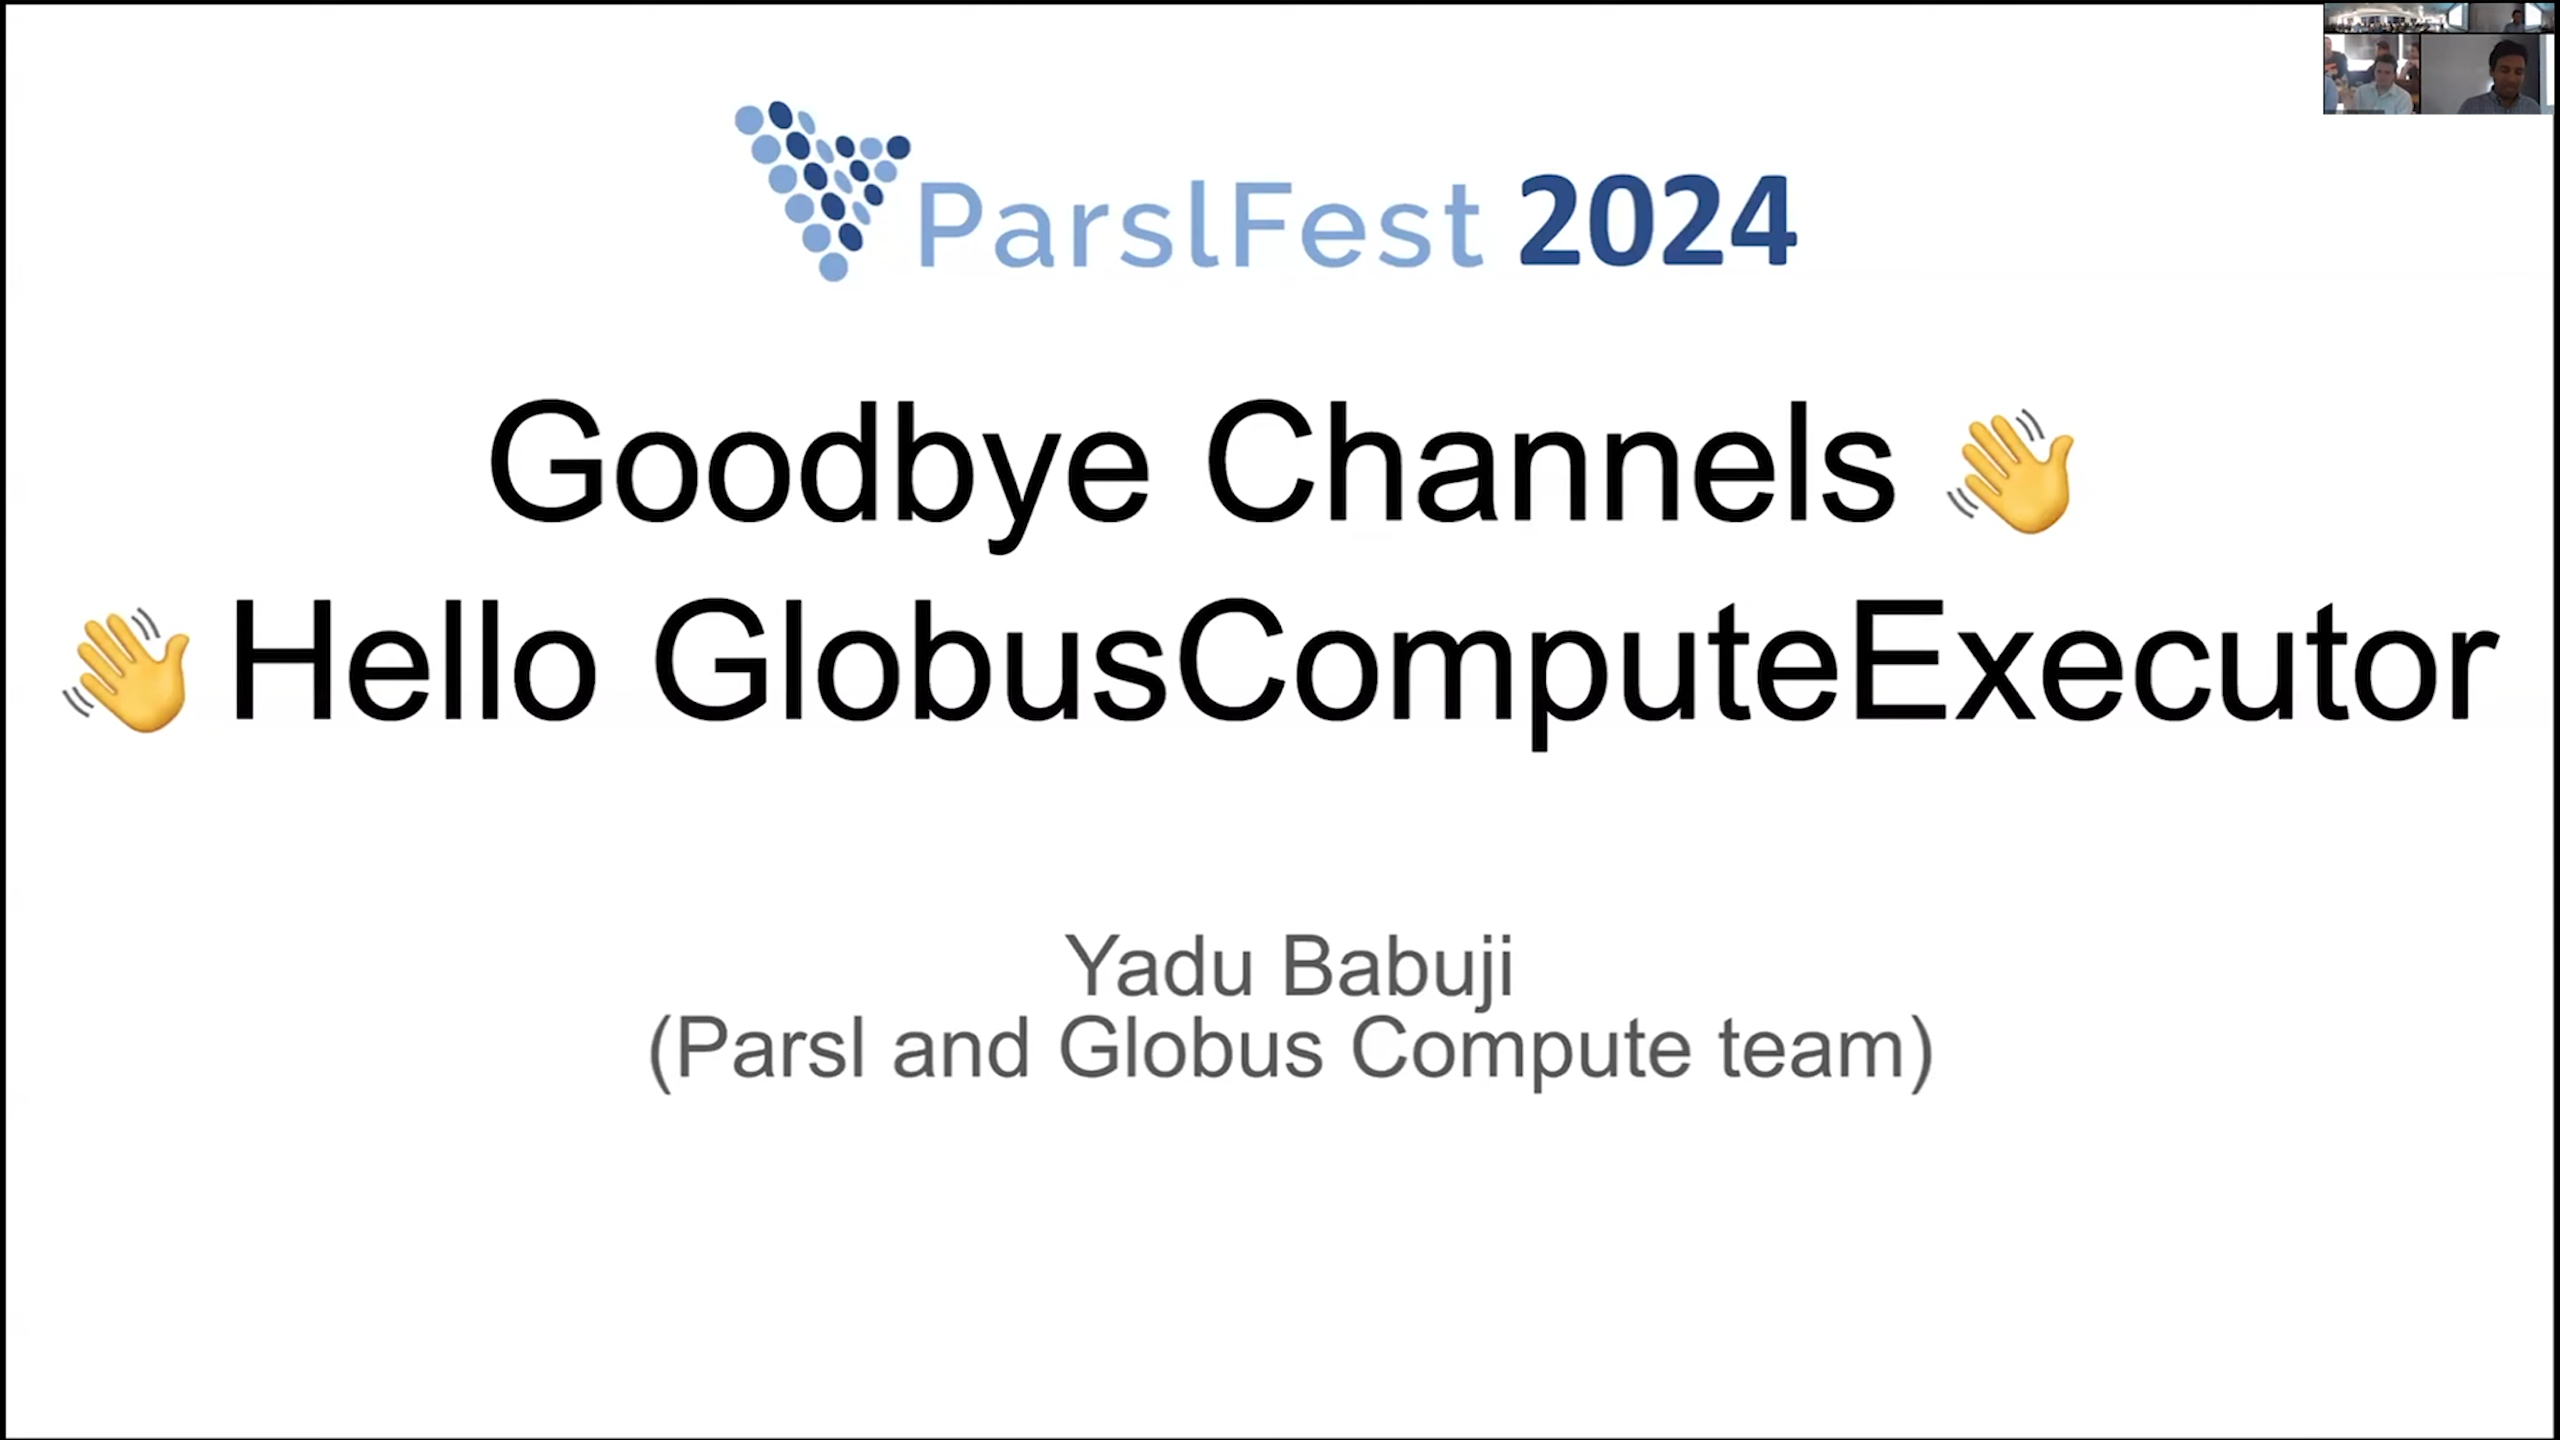 ParslFest 2024
Goodbye Channels 👋
👋 Hello GlobusComputeExecutor
Yadu Babuji
(Parsl and Globus Compute team)